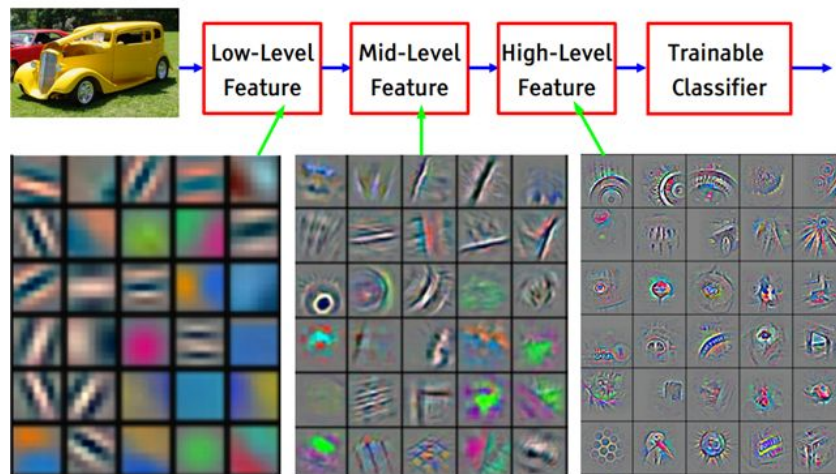 Low-Level
Feature
Mid-Level
Feature
High-Level
Feature
Trainable
Classifier